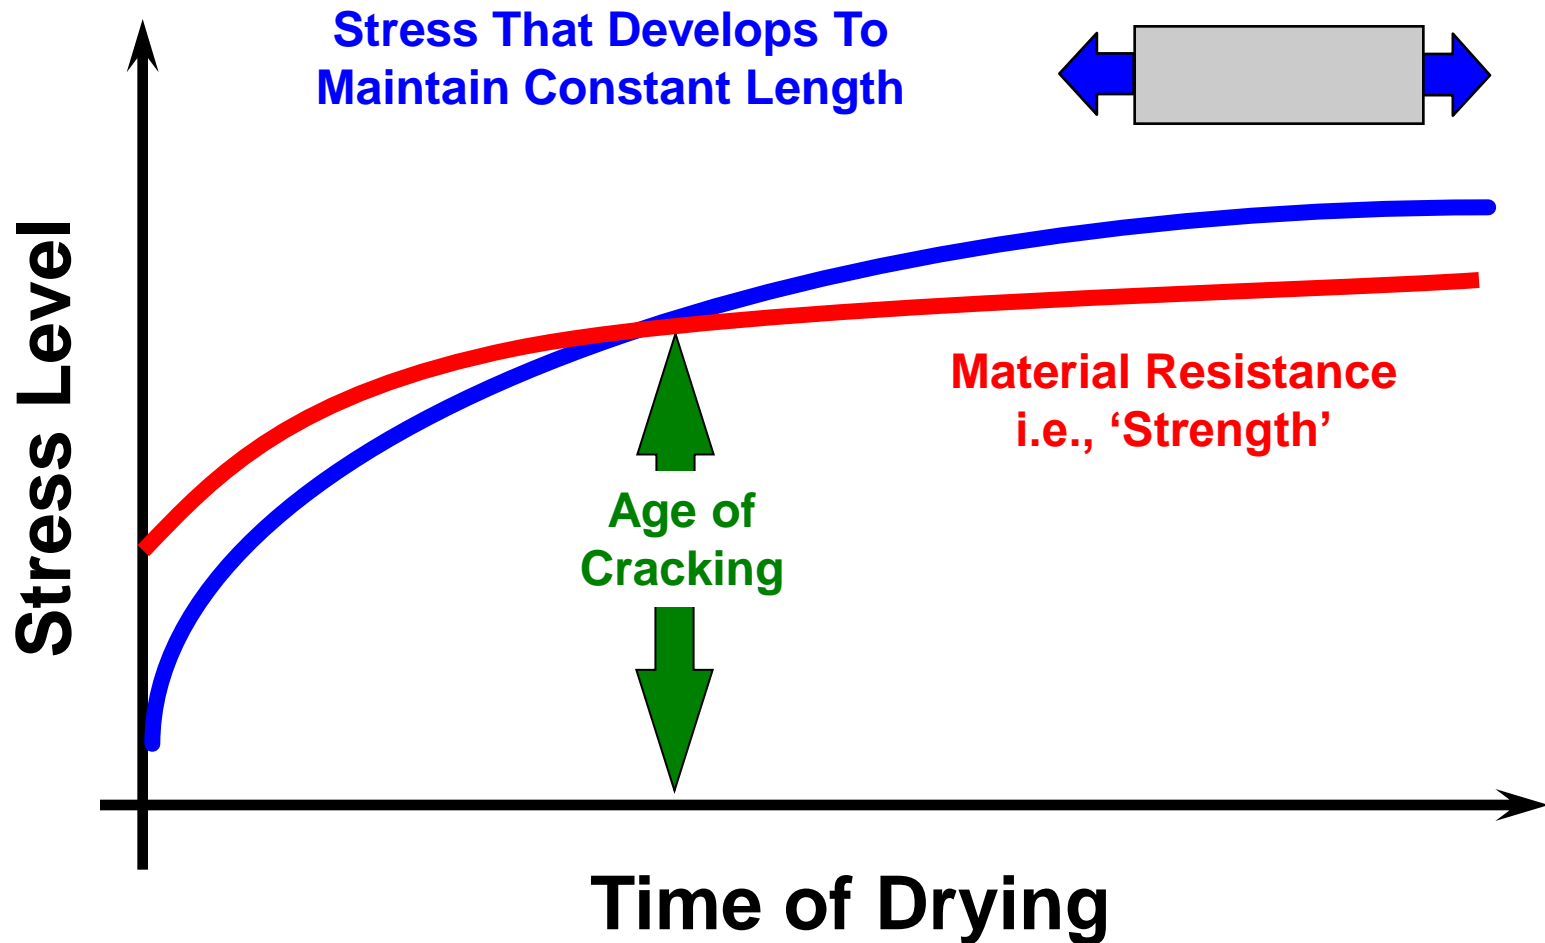 Stress That Develops To
Maintain Constant Length
Stress Level
Material Resistance
i.e., ‘Strength’
Age of
Cracking
Time of Drying